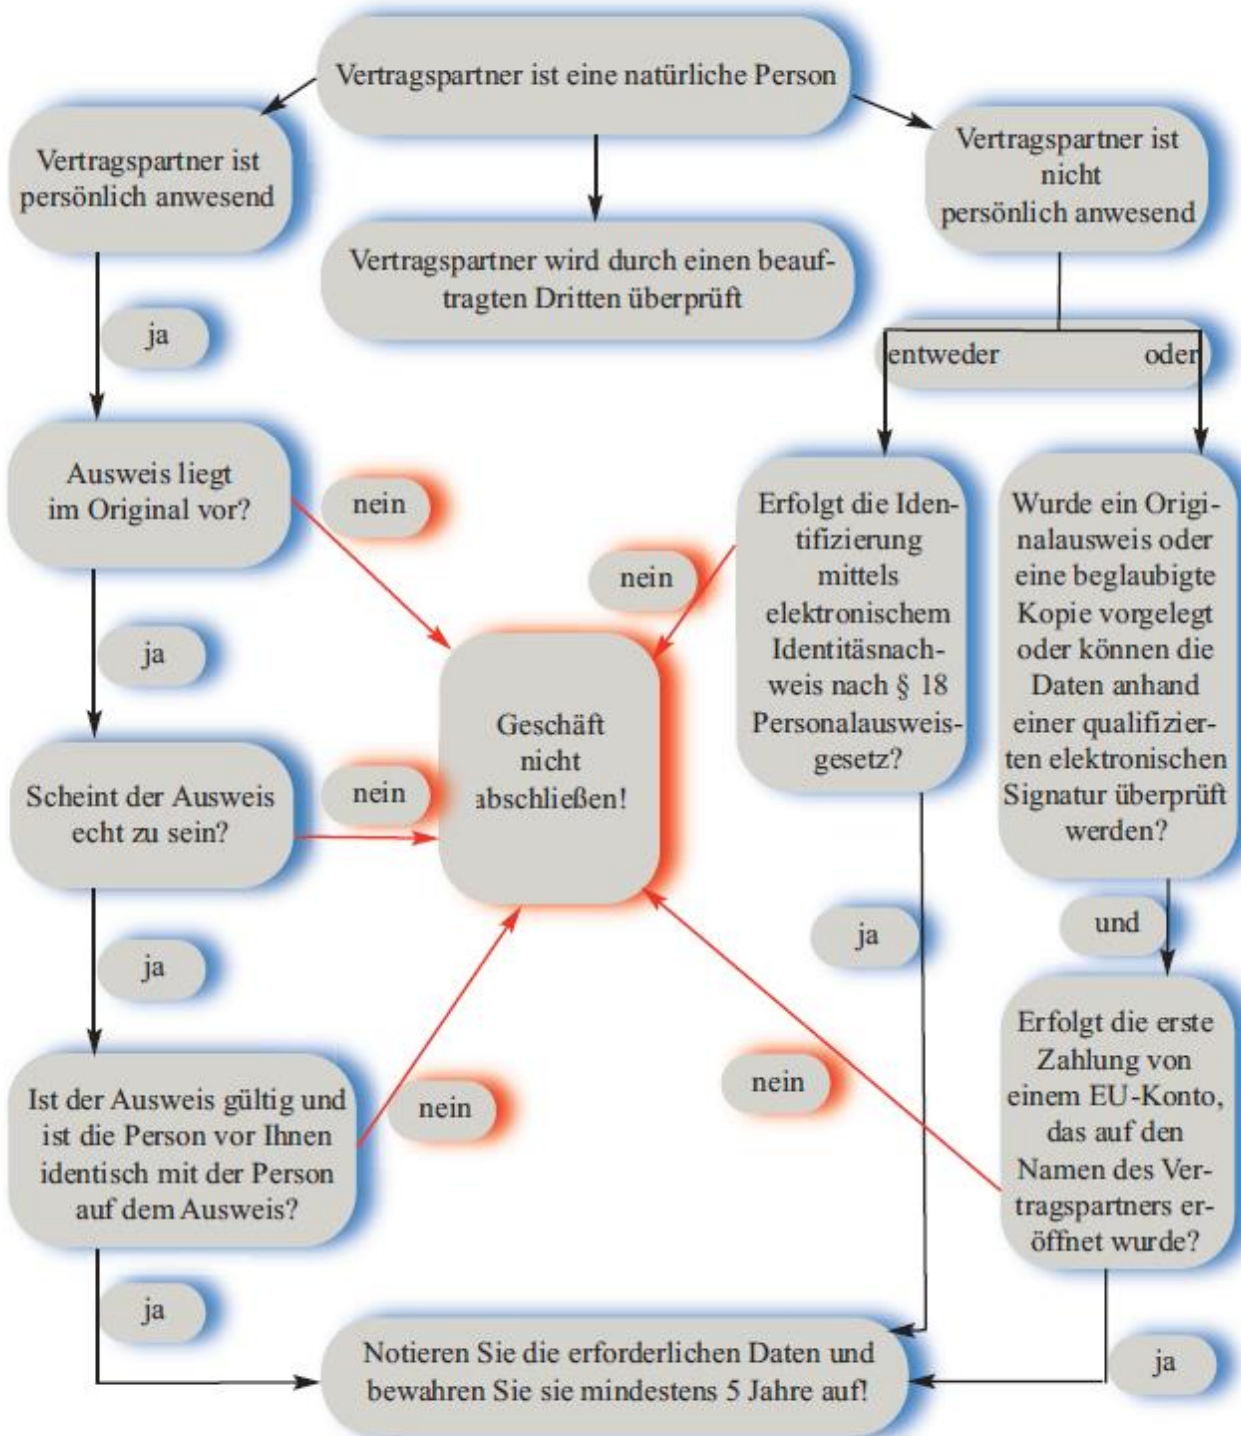 Vertragspartner ist eine natürliche Person
Vertragspartner ist
persönlich anwesend
Vertragspartner wird durch einen beauf-
tragten Dritten überprüft
Vertragspartner ist
nicht
persönlich anwesend
ja
entweder
oder
Ausweis liegt
im Original vor?
nein
ja
Scheint der Ausweis
echt zu sein?
nein
ja
Ist der Ausweis gültig und
ist die Person vor Ihnen
identisch mit der Person
auf dem Ausweis?
nein
ja
Geschäft
nicht
abschließen!
Erfolgt die Iden-
tifizierung
mittels
elektronischem
Identitäsnach-
weis nach § 18
Personalausweis-
gesetz?
nein
ja
Wurde ein Origi-
nalausweis oder
eine beglaubigte
Kopie vorgelegt
oder können die
Daten anhand
einer qualifizier-
ten elektronischen
Signatur überprüft
werden?
und
Erfolgt die erste
Zahlung von
einem EU-Konto,
das auf den
Namen des Ver-
tragspartners er-
öffnet wurde?
nein
ja
Notieren Sie die erforderlichen Daten und
bewahren Sie sie mindestens 5 Jahre auf!